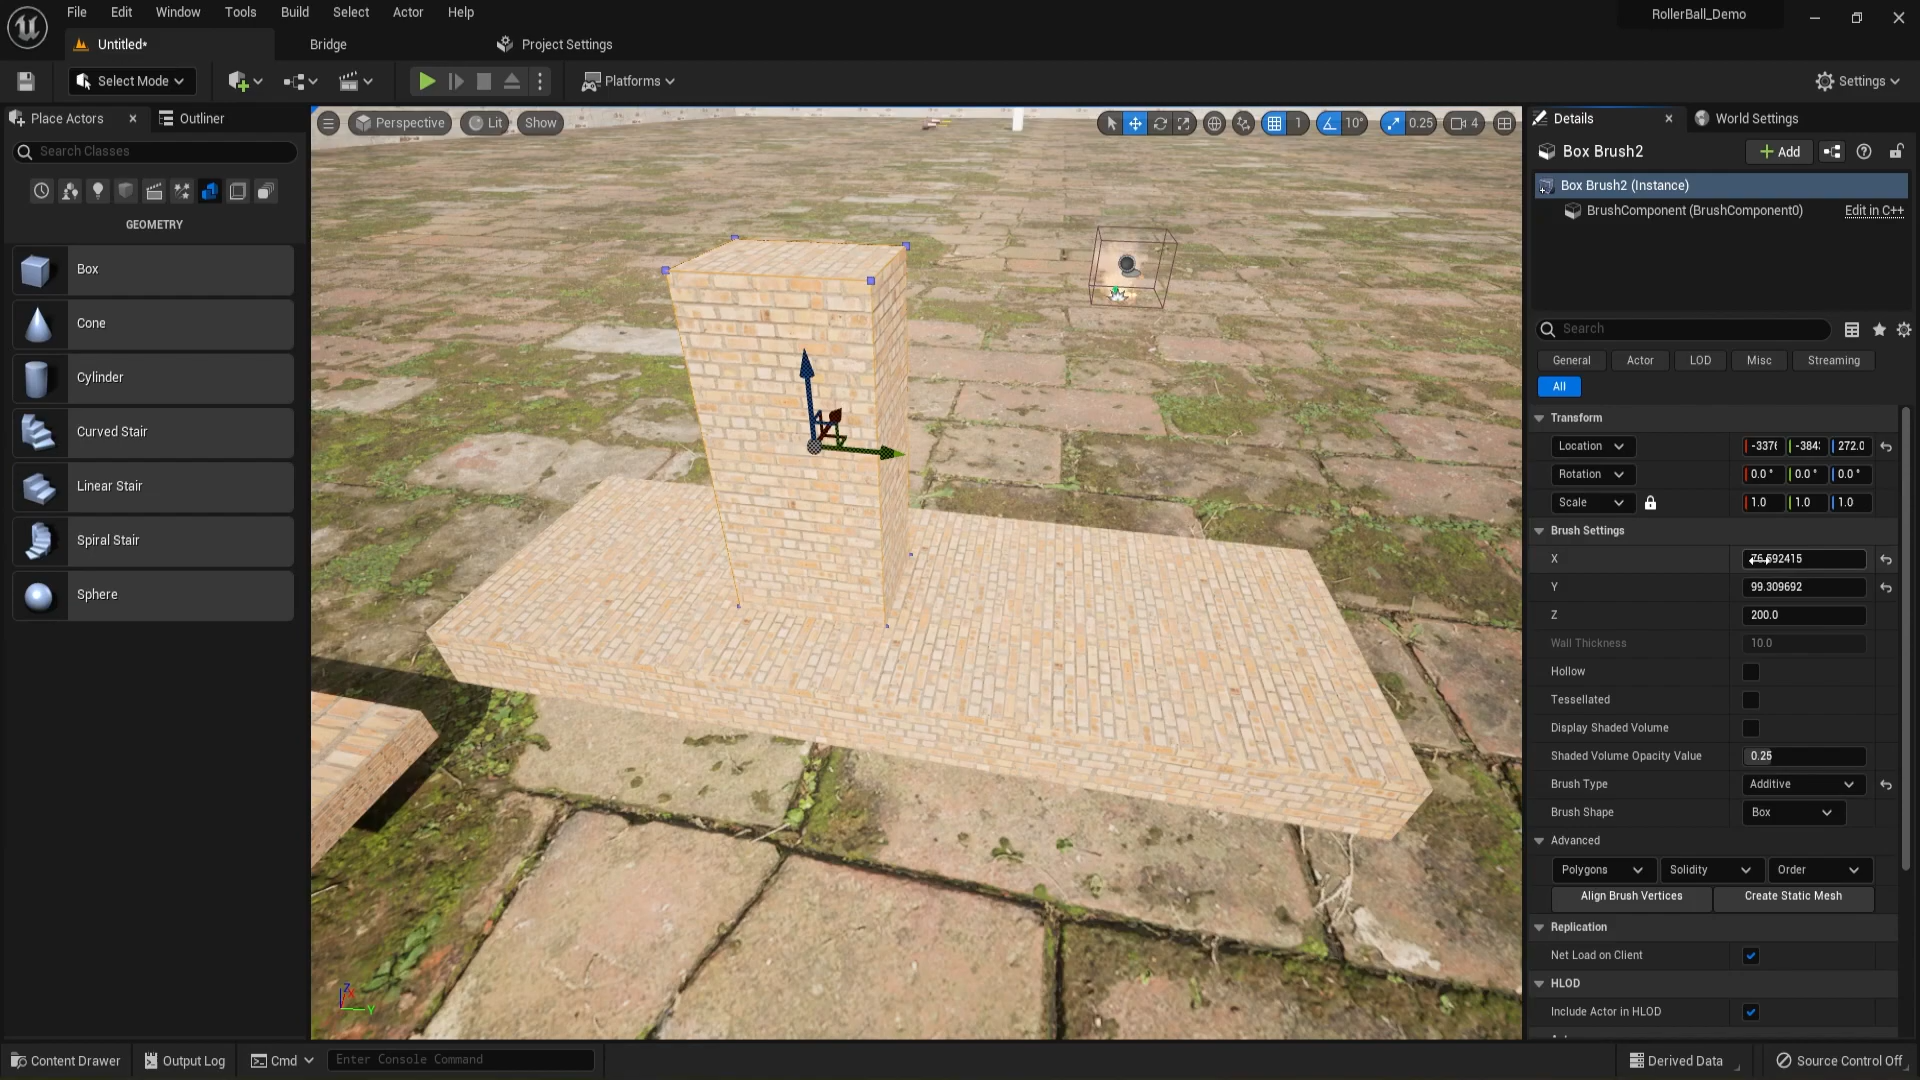 File Edit Window Tools Build Select Actor Help
RollerBall_Demo
Untitled*
Bridge
Project Settings
Select Mode
Platforms
Settings
Place Actors
Outliner
Search Classes
GEOMETRY
Box
Cone
Cylinder
Curved Stair
Linear Stair
Spiral Stair
Sphere
Perspective
Lit
Show
1
10°
0.25
4
Z
Y
Details
World Settings
Box Brush2
+ Add
Box Brush2 (Instance)
BrushComponent (BrushComponent0)
Edit in C++
Search
General
Actor
LOD
Misc
Streaming
All
Transform
Location
-3376
-384
272.0
Rotation
0.0 °
0.0 °
0.0 °
Scale
1.0
1.0
1.0
Brush Settings
X
Y
99.309692
Z
200.0
Wall Thickness
10.0
Hollow
Tessellated
Display Shaded Volume
Shaded Volume Opacity Value
0.25
Brush Type
Additive
Brush Shape
Box
Advanced
Polygons
Solidity
Order
Align Brush Vertices
Create Static Mesh
Replication
Net Load on Client
HLOD
Include Actor in HLOD
Content Drawer
Output Log
Cmd
Enter Console Command
Derived Data
Source Control Off